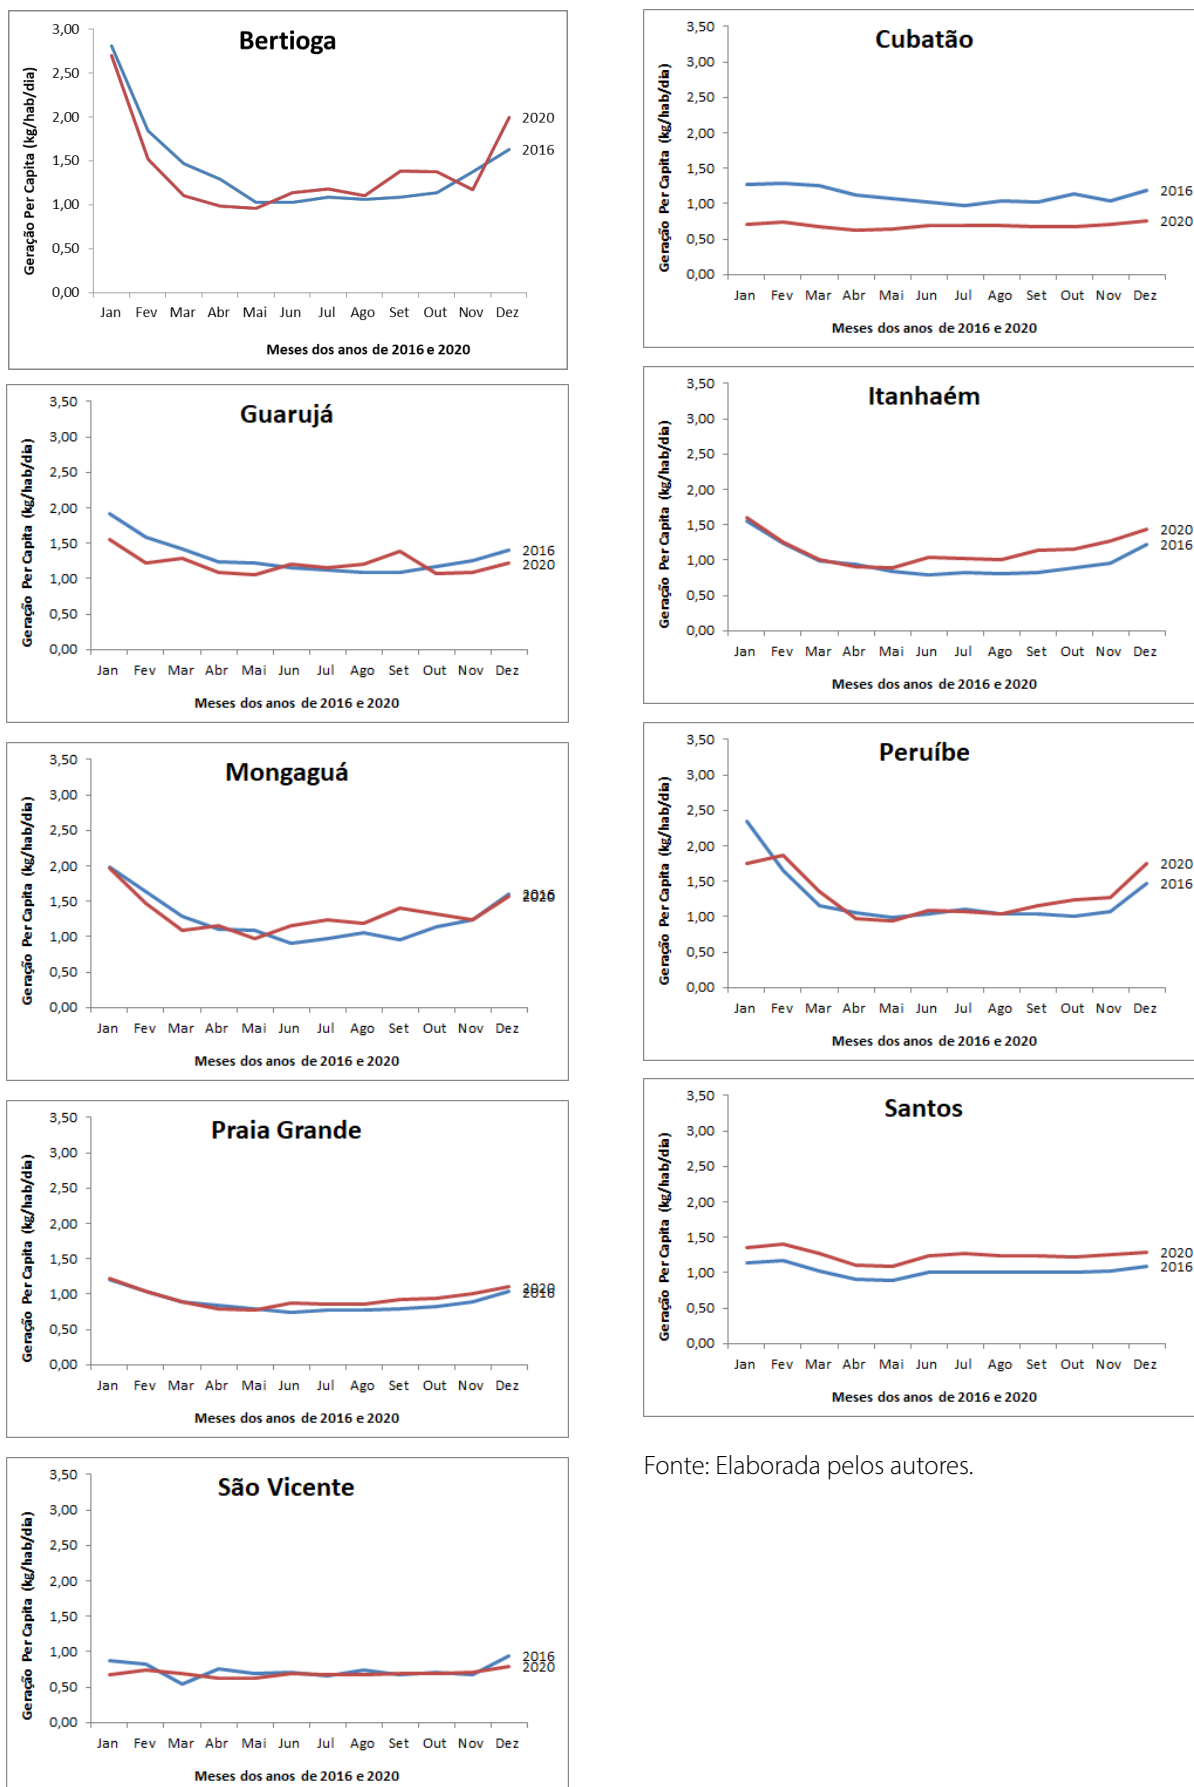 Bertioga
Geração Per Capita (kg/hab/dia)
3,00
2,50
2,00
1,50
1,00
0,50
0,00
2020
2016
Jan Fev Mar Abr Mai Jun Jul Ago Set Out Nov Dez
Meses dos anos de 2016 e 2020
Cubatão
Geração Per Capita (kg/hab/dia)
3,50
3,00
2,50
2,00
1,50
1,00
0,50
0,00
2016
2020
Jan Fev Mar Abr Mai Jun Jul Ago Set Out Nov Dez
Meses dos anos de 2016 e 2020
Guarujá
Geração Per Capita (kg/hab/dia)
3,50
3,00
2,50
2,00
1,50
1,00
0,50
0,00
2016
2020
Jan Fev Mar Abr Mai Jun Jul Ago Set Out Nov Dez
Meses dos anos de 2016 e 2020
Itanhaém
Geração Per Capita (kg/hab/dia)
3,50
3,00
2,50
2,00
1,50
1,00
0,50
0,00
2020
2016
Jan Fev Mar Abr Mai Jun Jul Ago Set Out Nov Dez
Meses dos anos de 2016 e 2020
Mongaguá
Geração Per Capita (kg/hab/dia)
3,50
3,00
2,50
2,00
1,50
1,00
0,50
0,00
2016
2020
Jan Fev Mar Abr Mai Jun Jul Ago Set Out Nov Dez
Meses dos anos de 2016 e 2020
Peruíbe
Geração Per Capita (kg/hab/dia)
3,50
3,00
2,50
2,00
1,50
1,00
0,50
0,00
2020
2016
Jan Fev Mar Abr Mai Jun Jul Ago Set Out Nov Dez
Meses dos anos de 2016 e 2020
Praia Grande
Geração Per Capita (kg/hab/dia)
3,50
3,00
2,50
2,00
1,50
1,00
0,50
0,00
2020
2016
Jan Fev Mar Abr Mai Jun Jul Ago Set Out Nov Dez
Meses dos anos de 2016 e 2020
Santos
Geração Per Capita (kg/hab/dia)
3,50
3,00
2,50
2,00
1,50
1,00
0,50
0,00
2020
2016
Jan Fev Mar Abr Mai Jun Jul Ago Set Out Nov Dez
Meses dos anos de 2016 e 2020
São Vicente
Geração Per Capita (kg/hab/dia)
3,50
3,00
2,50
2,00
1,50
1,00
0,50
0,00
2016
2020
Jan Fev Mar Abr Mai Jun Jul Ago Set Out Nov Dez
Meses dos anos de 2016 e 2020
Fonte: Elaborada pelos autores.